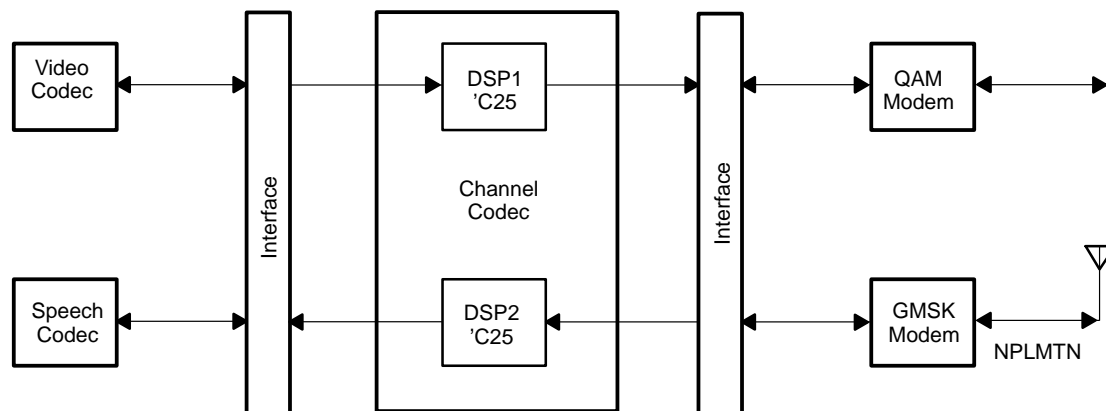 Video
Codec
DSP1
'C25
QAM
Modem
Interface
Channel
Codec
Interface
Speech
Codec
DSP2
'C25
GMSK
Modem
NPLMTN